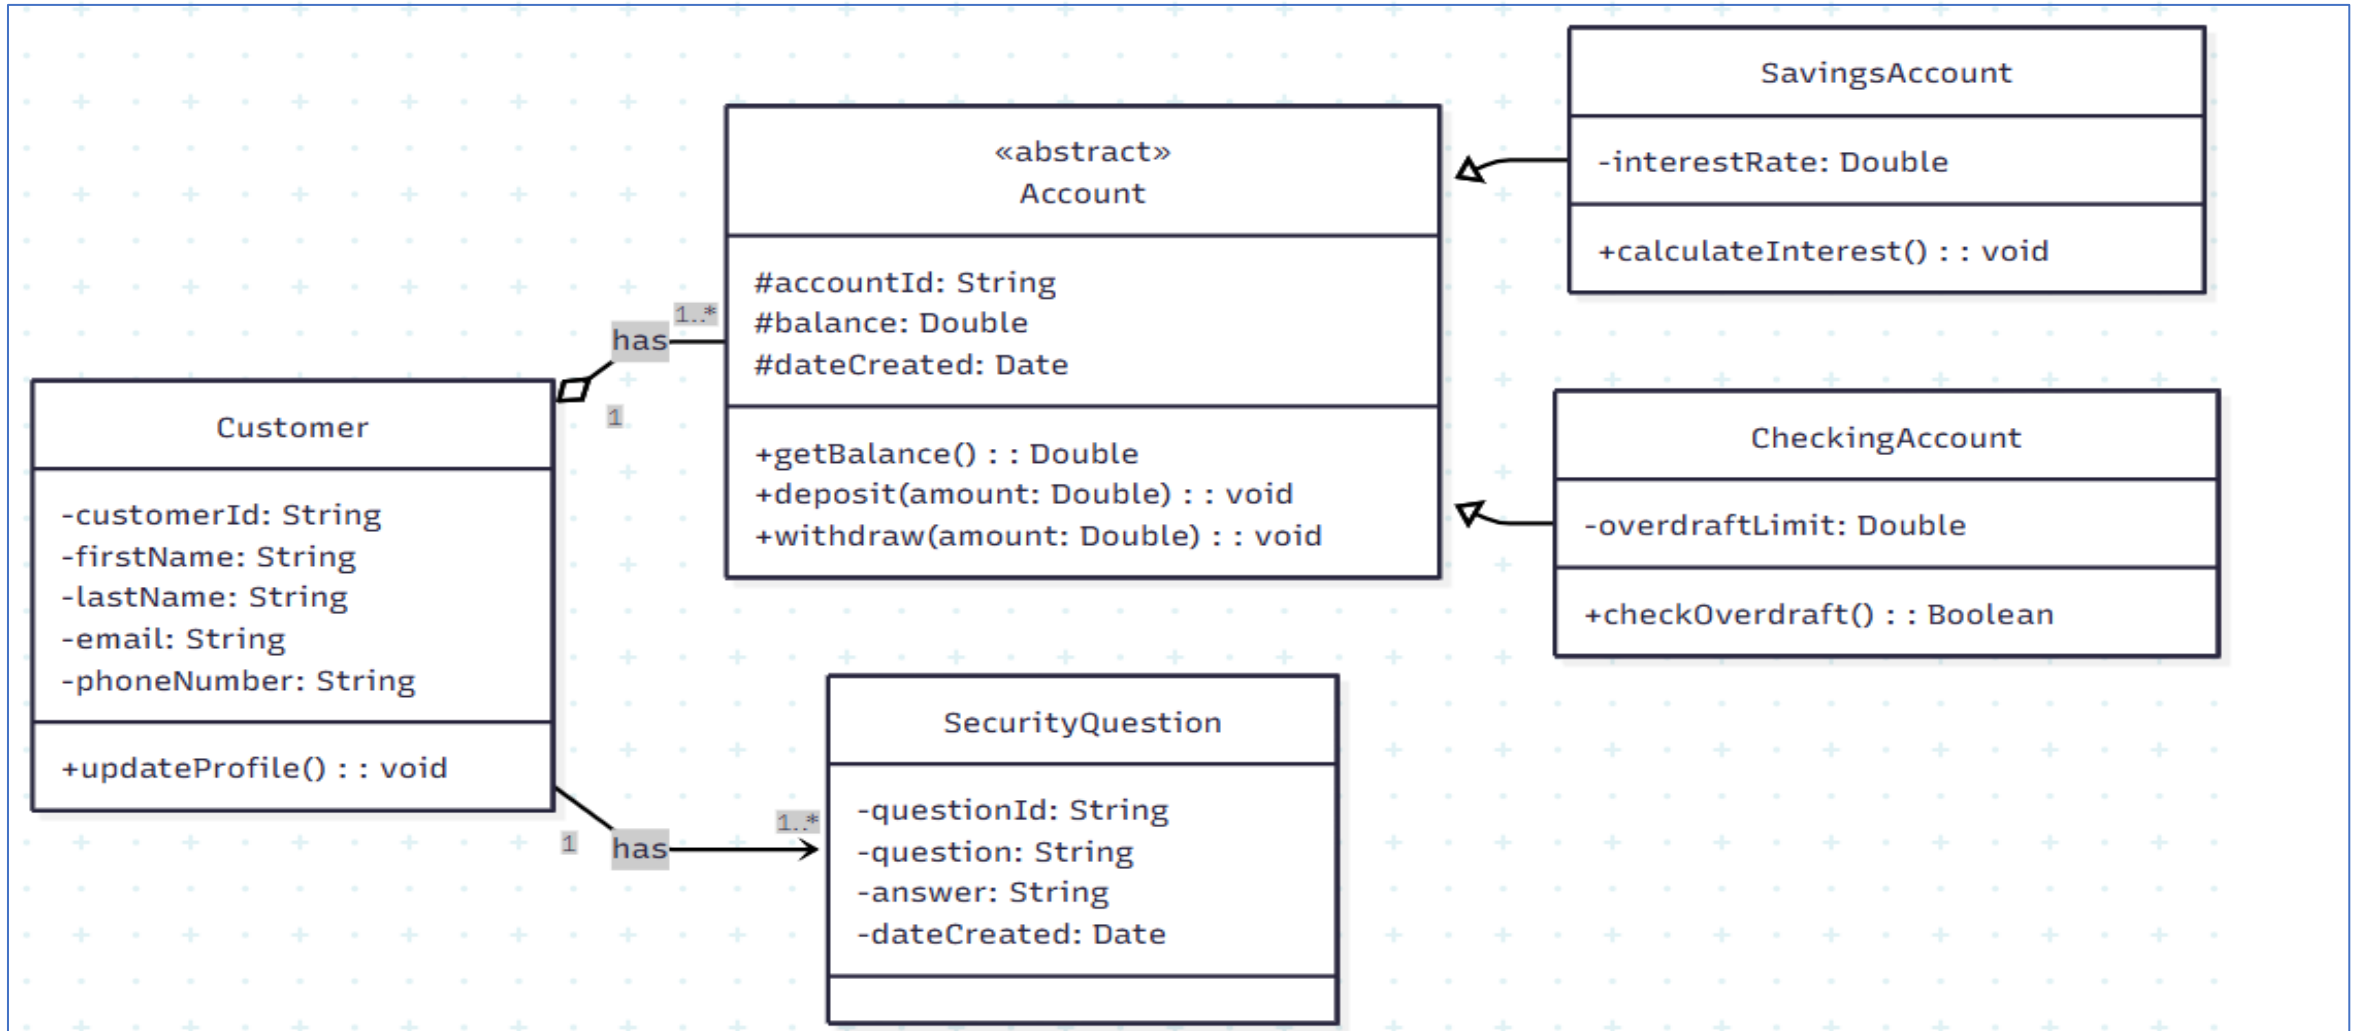 Customer
-customerId: String
-firstName: String
-lastName: String
-email: String
-phoneNumber: String
+updateProfile() : : void
has
1..*
1
«abstract»
Account
#accountId: String
#balance: Double
#dateCreated: Date
+getBalance() : : Double
+deposit(amount: Double) : : void
+withdraw(amount: Double) : : void
SavingsAccount
-interestRate: Double
+calculateInterest() : : void
CheckingAccount
-overdraftLimit: Double
+checkOverdraft() : : Boolean
1
has
1..*
SecurityQuestion
-questionId: String
-question: String
-answer: String
-dateCreated: Date